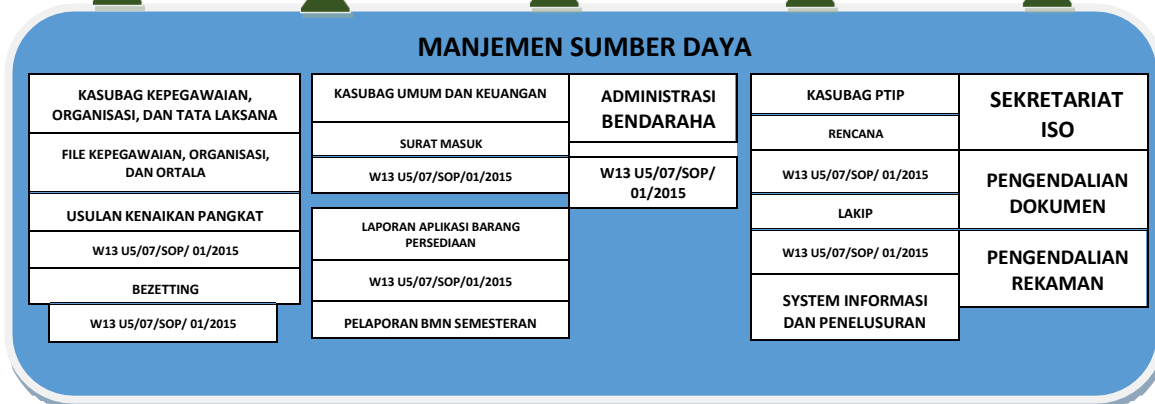 MANJEMEN SUMBER DAYA
KASUBAG KEPEGAWAIAN,
ORGANISASI, DAN TATA LAKSANA
FILE KEPEGAWAIAN, ORGANISASI,
DAN ORTALA
USULAN KENAIKAN PANGKAT
W13 U5/07/SOP/ 01/2015
BEZETTING
W13 U5/07/SOP/ 01/2015
KASUBAG UMUM DAN KEUANGAN
SURAT MASUK
W13 U5/07/SOP/01/2015
LAPORAN APLIKASI BARANG
PERSEDIAAN
W13 U5/07/SOP/01/2015
PELAPORAN BMN SEMESTERAN
ADMINISTRASI
BENDARAHA
W13 U5/07/SOP/
01/2015
KASUBAG PTIP
RENCANA
W13 U5/07/SOP/ 01/2015
LAKIP
W13 U5/07/SOP/ 01/2015
SYSTEM INFORMASI
DAN PENELUSURAN
SEKRETARIAT
ISO
PENGENDALIAN
DOKUMEN
PENGENDALIAN
REKAMAN